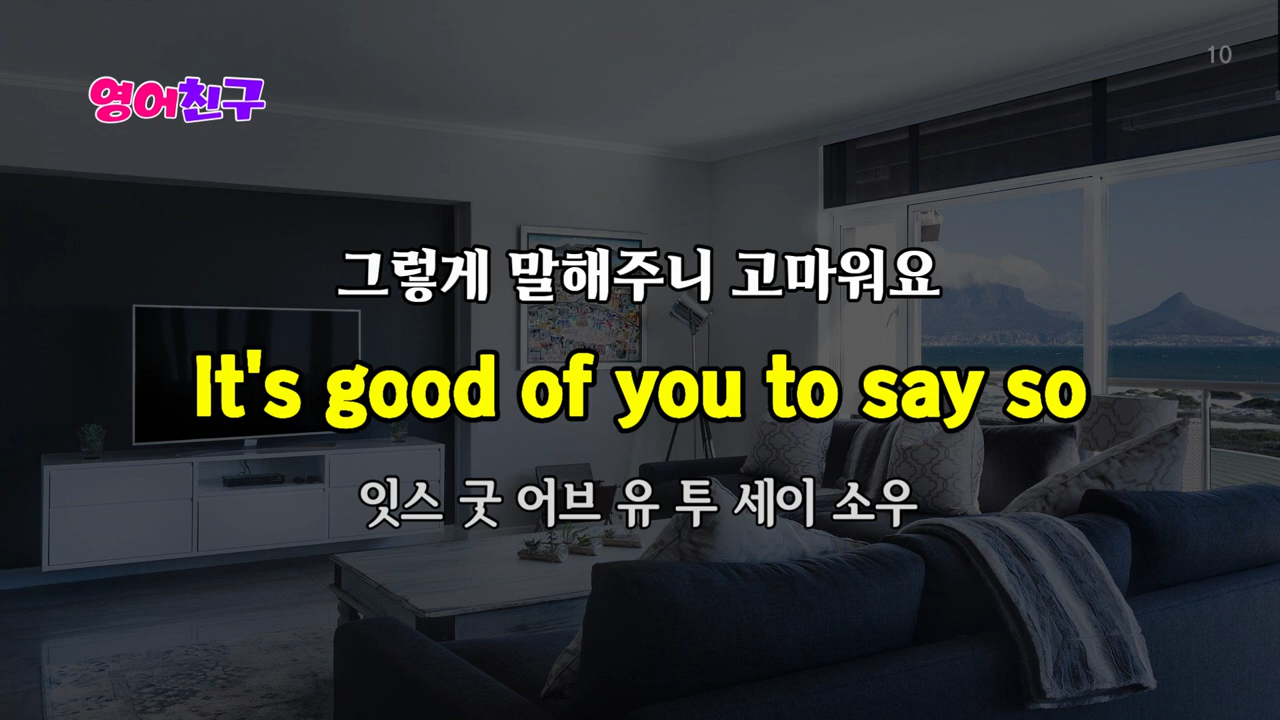 10
영어친구
그렇게 말해주니 고마워요
It's good of you to say so
잇스 굿 어브 유 투 세이 소우